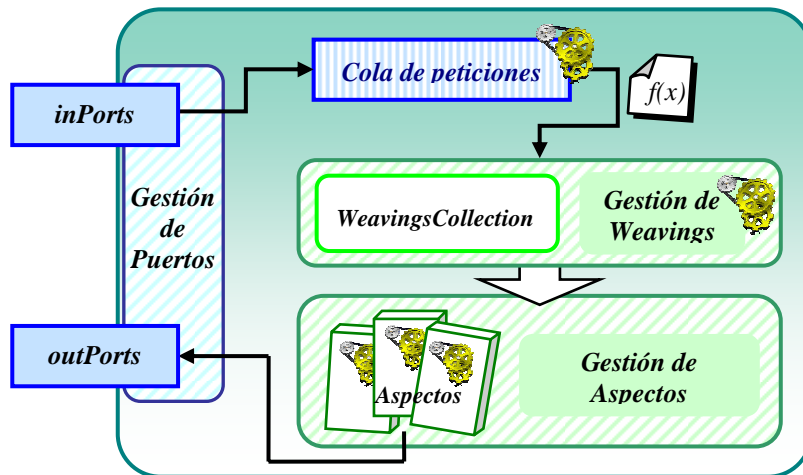 Cola de peticiones
f(x)
inPorts
Gestión
de
Puertos
WeavingsCollection
Gestión de
Weavings
outPorts
Aspectos
Gestión de
Aspectos